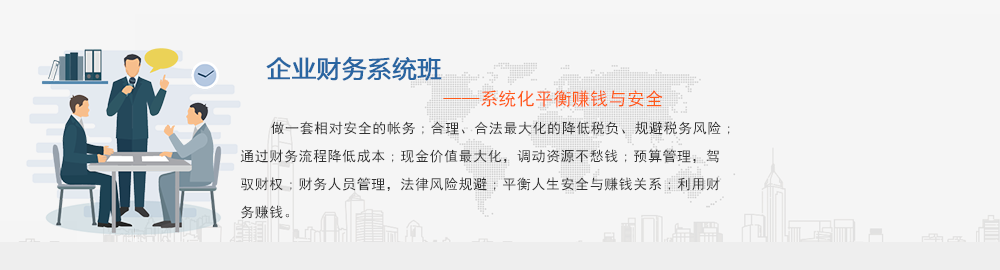 企业财务系统班
——系统化平衡赚钱与安全
做一套相对安全的帐务；合理、合法最大化的降低税负、规避税务风险；
通过财务流程降低成本；现金价值最大化，调动资源不愁钱；预算管理，驾
驭财权；财务人员管理，法律风险规避；平衡人生安全与赚钱关系；利用财
务赚钱。